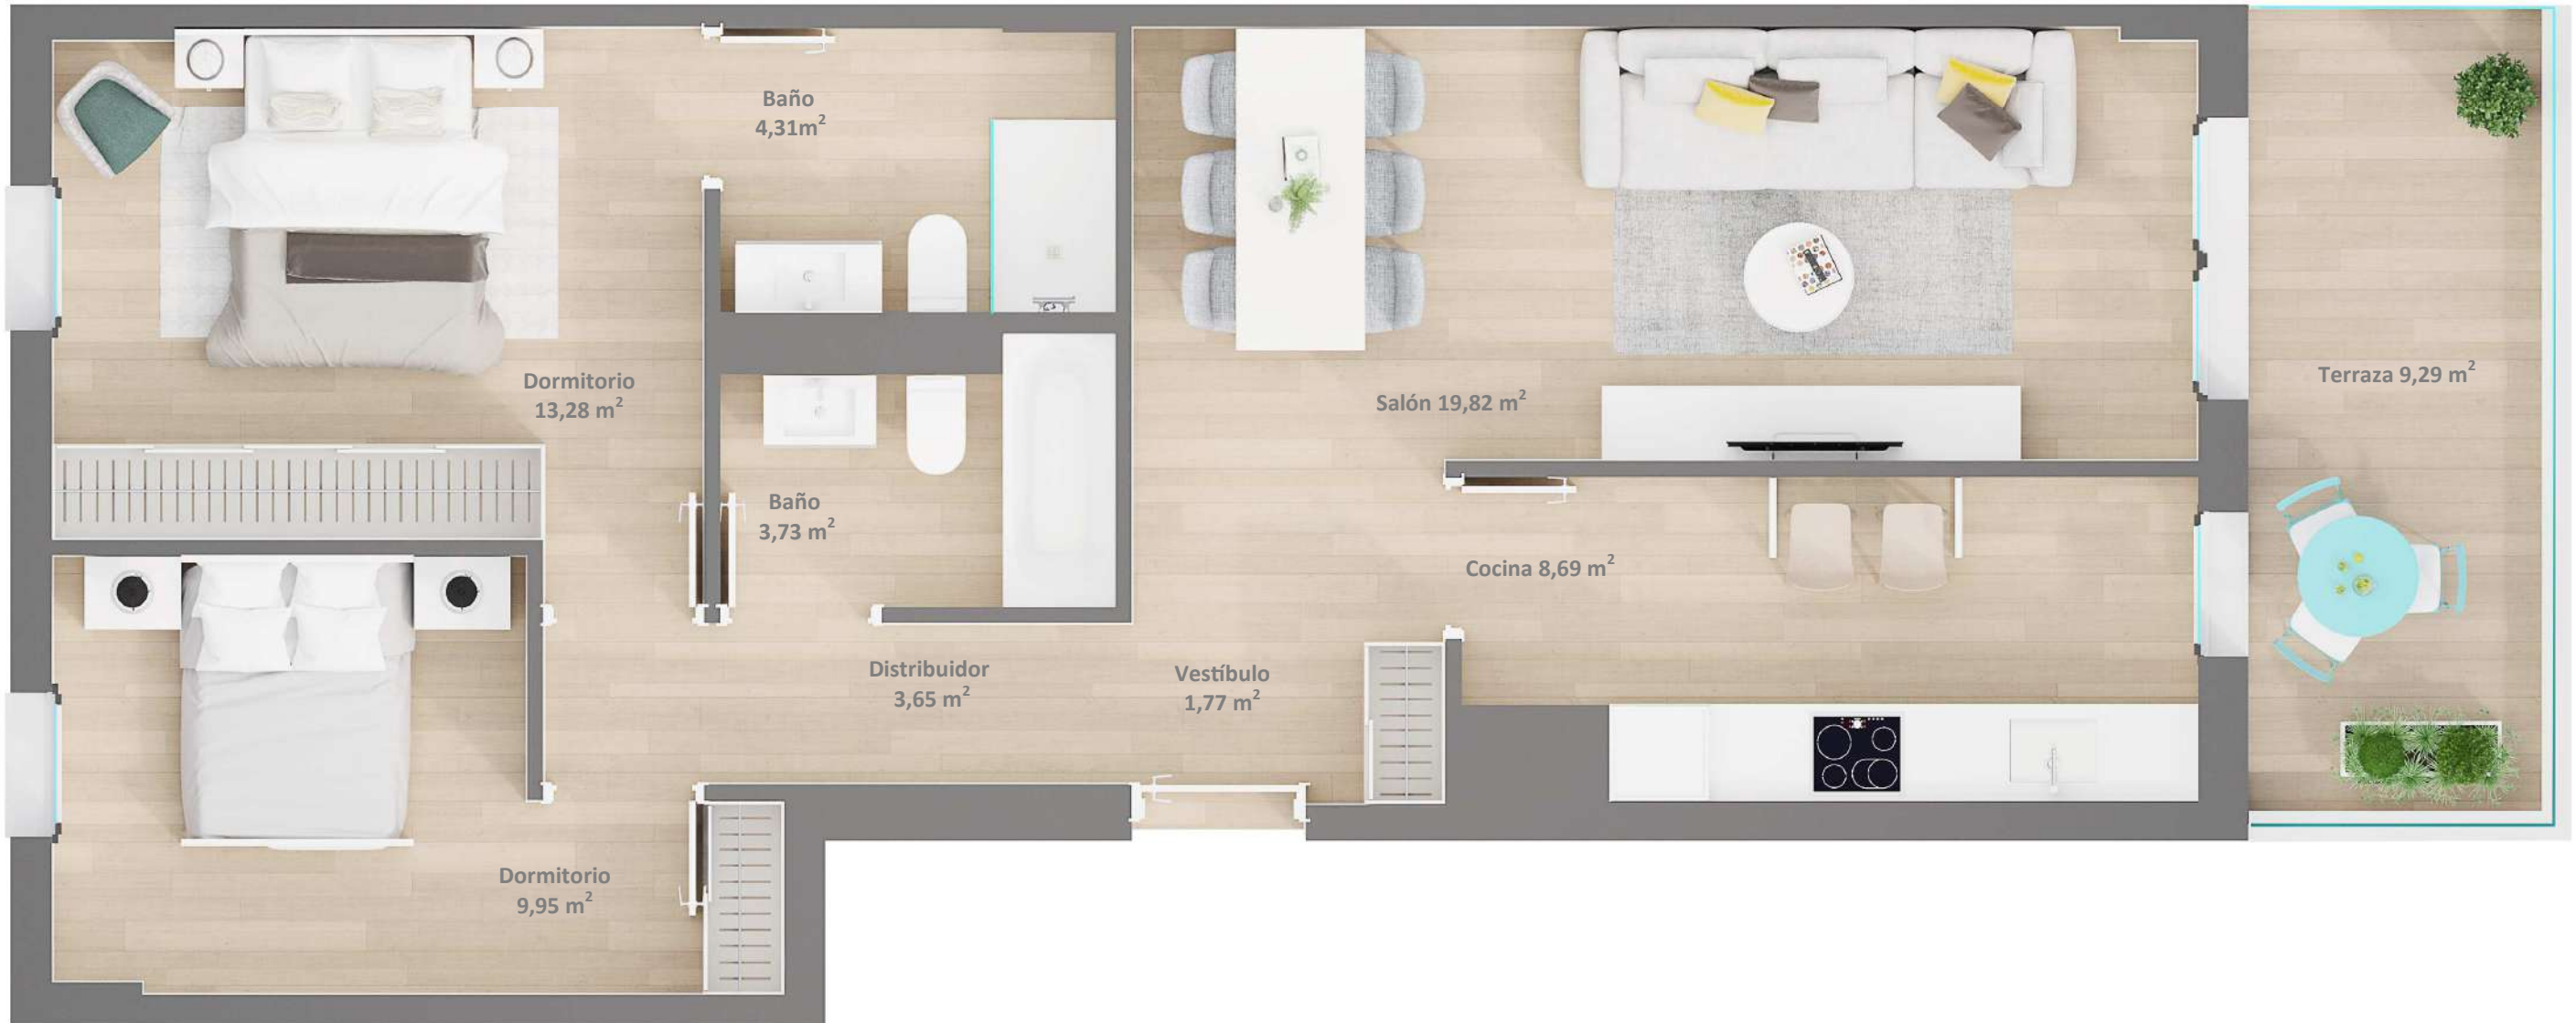 Baño
4,31m²
Dormitorio
13,28 m²
Salón 19,82 m²
Terraza 9,29 m²
Baño
3,73 m²
Cocina 8,69 m²
Distribuidor
3,65 m²
Vestíbulo
1,77 m²
Dormitorio
9,95 m²